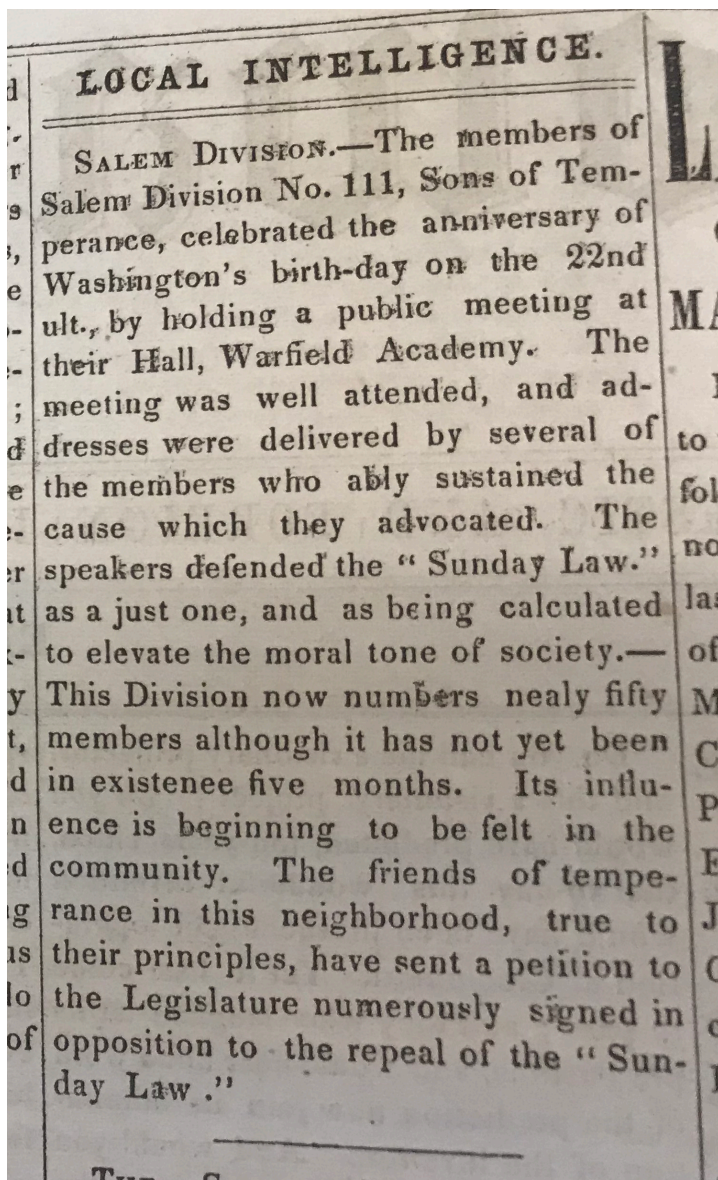 LOCAL INTELLIGENCE.
SALEM DIVISION.—The members of
Salem Division No. 111, Sons of Tem-
perance, celebrated the anniversary of
Washington's birth-day on the 22nd
ult., by holding a public meeting at
their Hall, Warfield Academy. The
meeting was well attended, and ad-
dresses were delivered by several of
the members who ably sustained the
cause which they advocated. The
speakers defended the “ Sunday Law.”
as a just one, and as being calculated
to elevate the moral tone of society.—
This Division now numbers nealy fifty
members although it has not yet been
in existenee five months. Its influ-
ence is beginning to be felt in the
community. The friends of tempe-
rance in this neighborhood, true to
their principles, have sent a petition to
the Legislature numerously signed in
opposition to the repeal of the “ Sun-
day Law .”